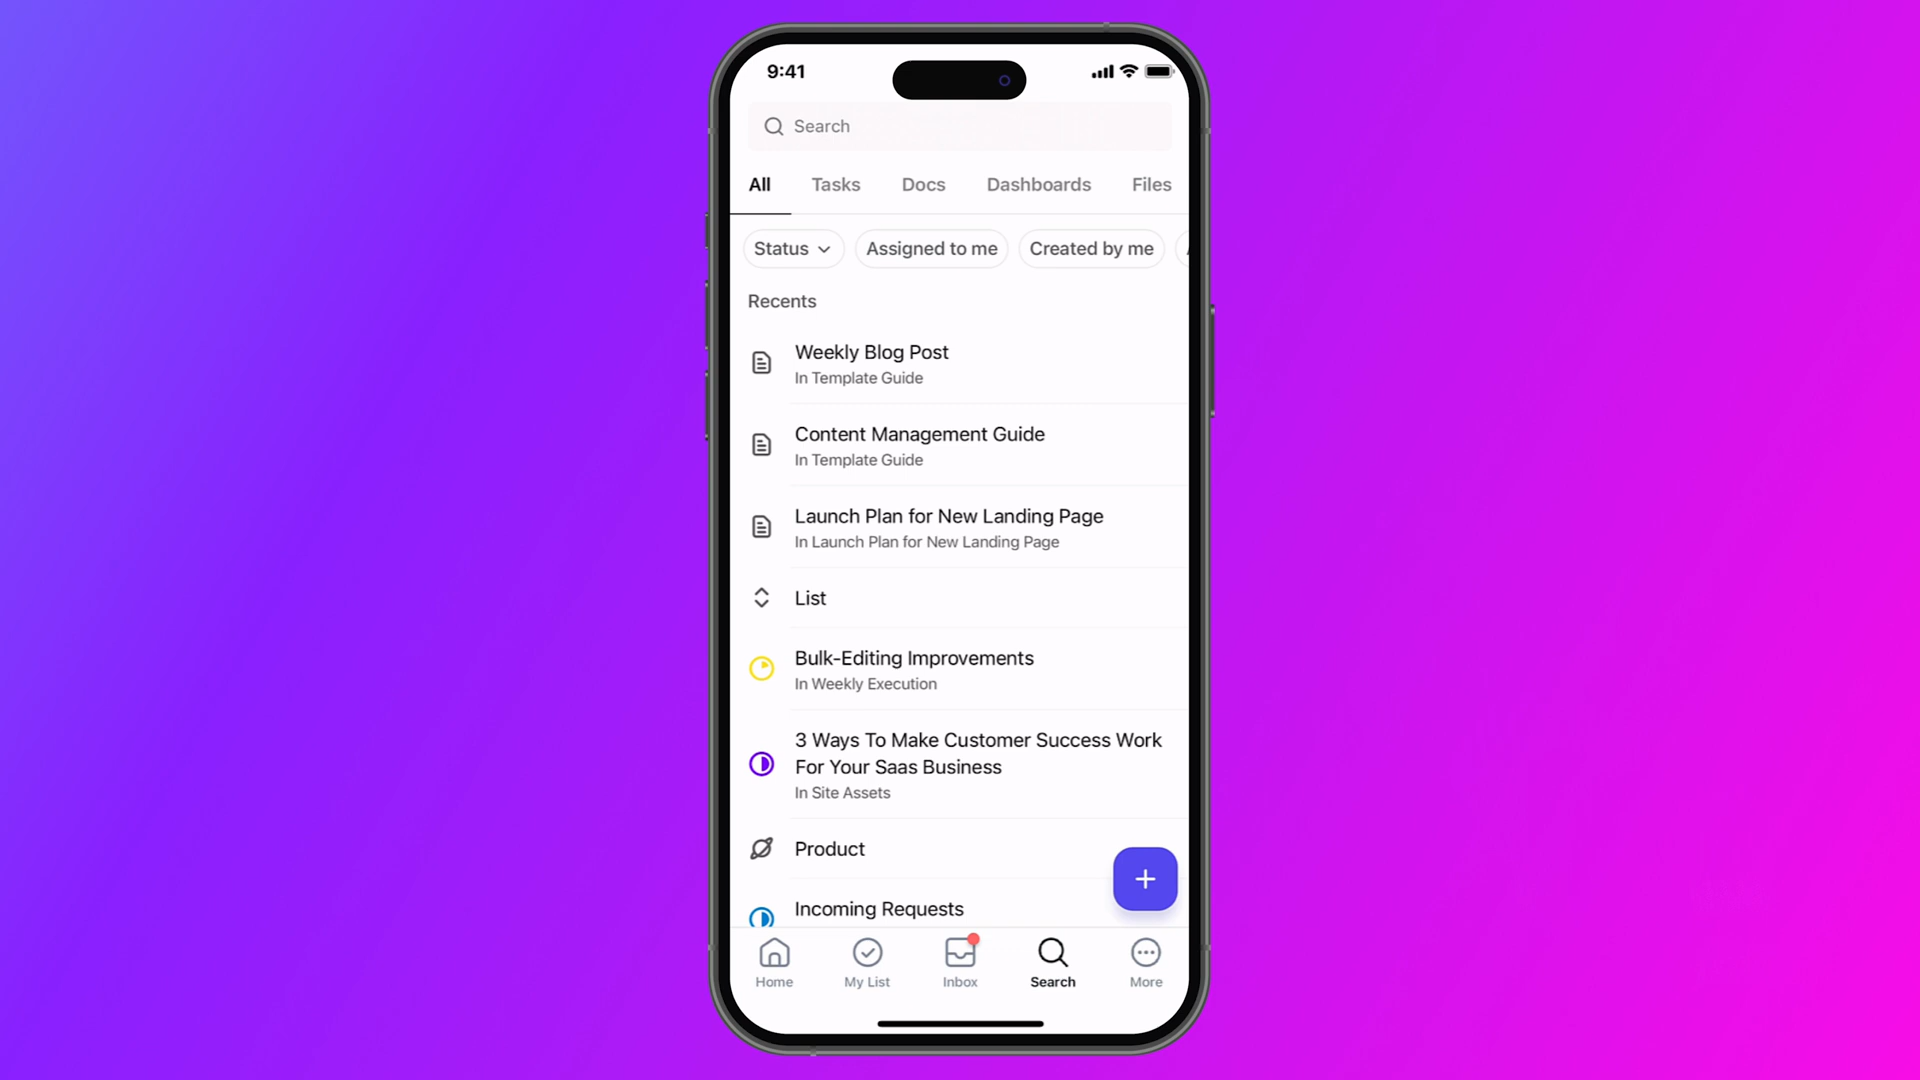 9:41
Search
All Tasks Docs Dashboards Files
Status Assigned to me Created by me
Recents
Weekly Blog Post
In Template Guide
Content Management Guide
In Template Guide
Launch Plan for New Landing Page
In Launch Plan for New Landing Page
List
Bulk-Editing Improvements
In Weekly Execution
3 Ways To Make Customer Success Work
For Your Saas Business
In Site Assets
Product
Incoming Requests
Home My List Inbox Search More